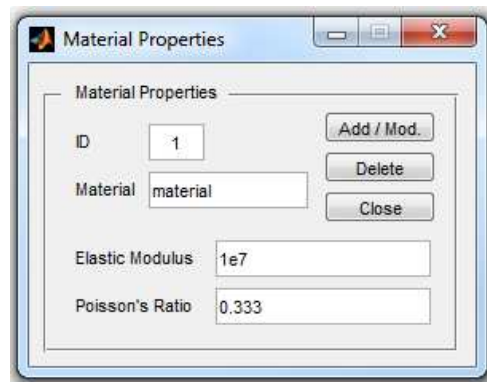 Material Properties
Material Properties
ID 1 Add / Mod.
Delete
Material material
Close
Elastic Modulus 1e7
Poisson's Ratio 0.333